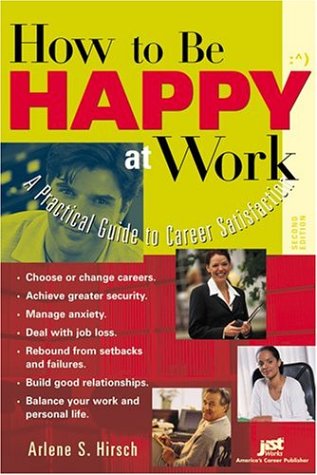 How to Be
:^)
HAPPY
at Work
A Practical Guide to Career Satisfaction
SECOND EDITION
• Choose or change careers.
• Achieve greater security.
• Manage anxiety.
• Deal with job loss.
• Rebound from setbacks
and failures.
• Build good relationships.
• Balance your work and
personal life.
Arlene S. Hirsch
jist
Works
America's Career Publisher